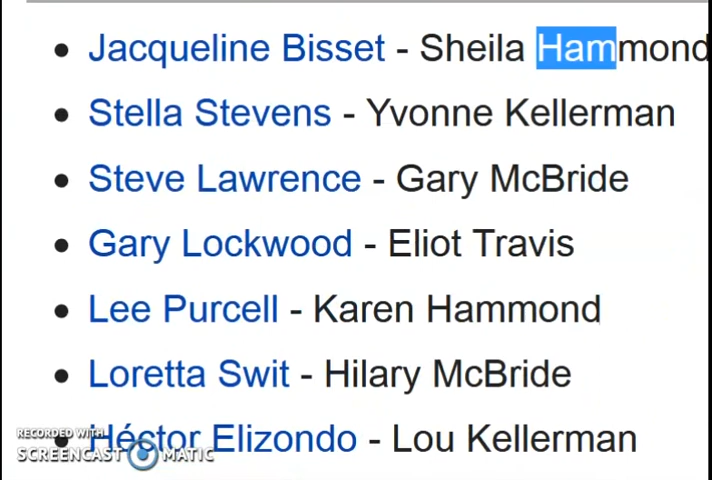 Jacqueline Bisset - Sheila Hammond
Stella Stevens - Yvonne Kellerman
Steve Lawrence - Gary McBride
Gary Lockwood - Eliot Travis
Lee Purcell - Karen Hammond
Loretta Swit - Hilary McBride
Héctor Elizondo - Lou Kellerman
RECORDED WITH
SCREENCAST MATIC